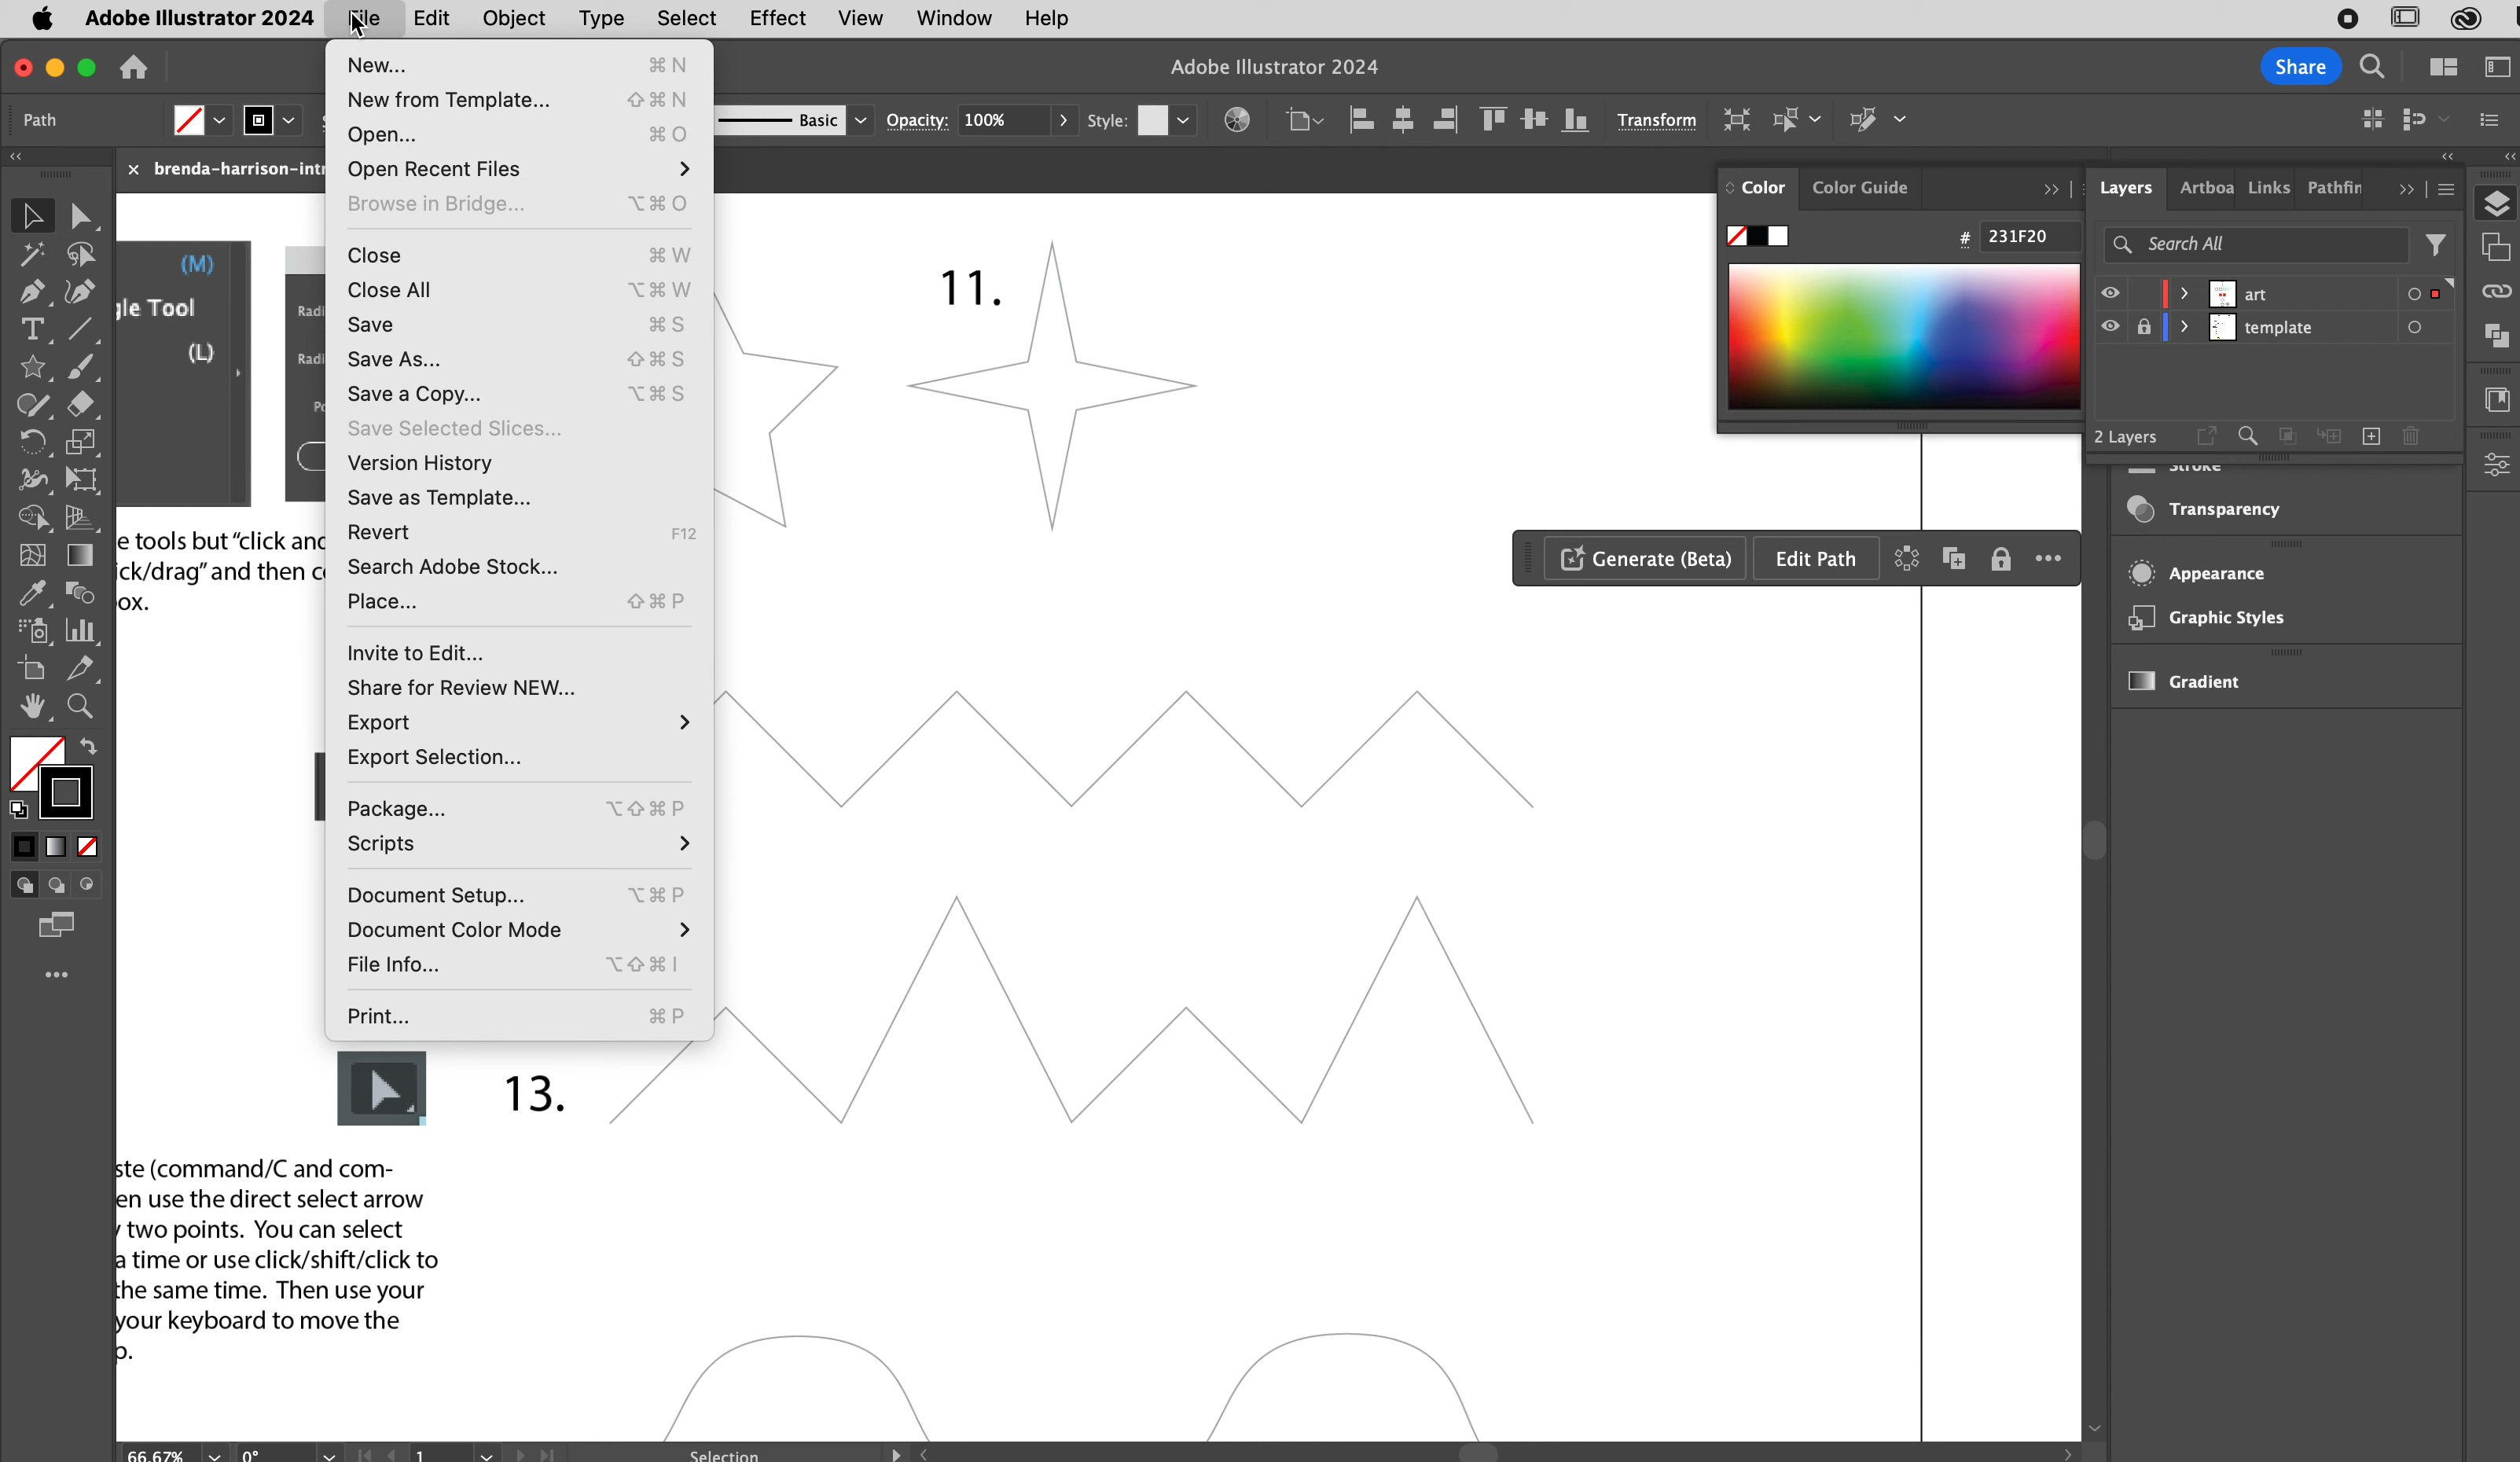 Adobe Illustrator 2024 File Edit Object Type Select Effect View Window Help
Adobe Illustrator 2024
Share
Path
Basic
Opacity: 100%
Style:
Transform
brenda-harrison-intr
New... ⌘ N
New from Template... ⇧ ⌘ N
Open... ⌘ O
Open Recent Files
Browse in Bridge... ⌥ ⌘ O
Close ⌘ W
Close All ⌥ ⌘ W
Save ⌘ S
Save As... ⇧ ⌘ S
Save a Copy... ⌥ ⌘ S
Save Selected Slices...
Version History
Save as Template...
Revert F12
Search Adobe Stock...
Place... ⇧ ⌘ P
Invite to Edit...
Share for Review NEW...
Export
Export Selection...
Package... ⌥ ⇧ ⌘ P
Scripts
Document Setup... ⌥ ⌘ P
Document Color Mode
File Info... ⌥ ⇧ ⌘ I
Print... ⌘ P
(M)
gle Tool
(L)
Radi
Radi
Po
e tools but “click and
ick/drag” and then co
ox.
11.
13.
ste (command/C and com-
en use the direct select arrow
y two points. You can select
a time or use click/shift/click to
the same time. Then use your
your keyboard to move the
p.
Color Color Guide
# 231F20
Layers Artboa Links Pathfin
Search All
art
template
2 Layers
Stroke
Transparency
Appearance
Graphic Styles
Gradient
Generate (Beta) Edit Path
66.67% 0° 1 Selection